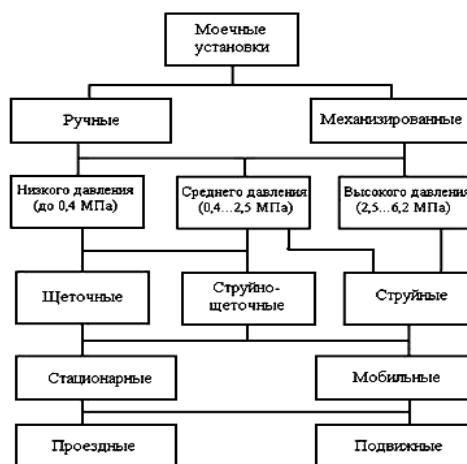 Моечные
установки
Ручные
Механизированные
Низкого давления
(до 0,4 МПа)
Среднего давления
(0,4...2,5 МПа)
Высокого давления
(2,5...6,2 МПа)
Щеточные
Струйно-
щеточные
Струйные
Стационарные
Мобильные
Проездные
Подвижные